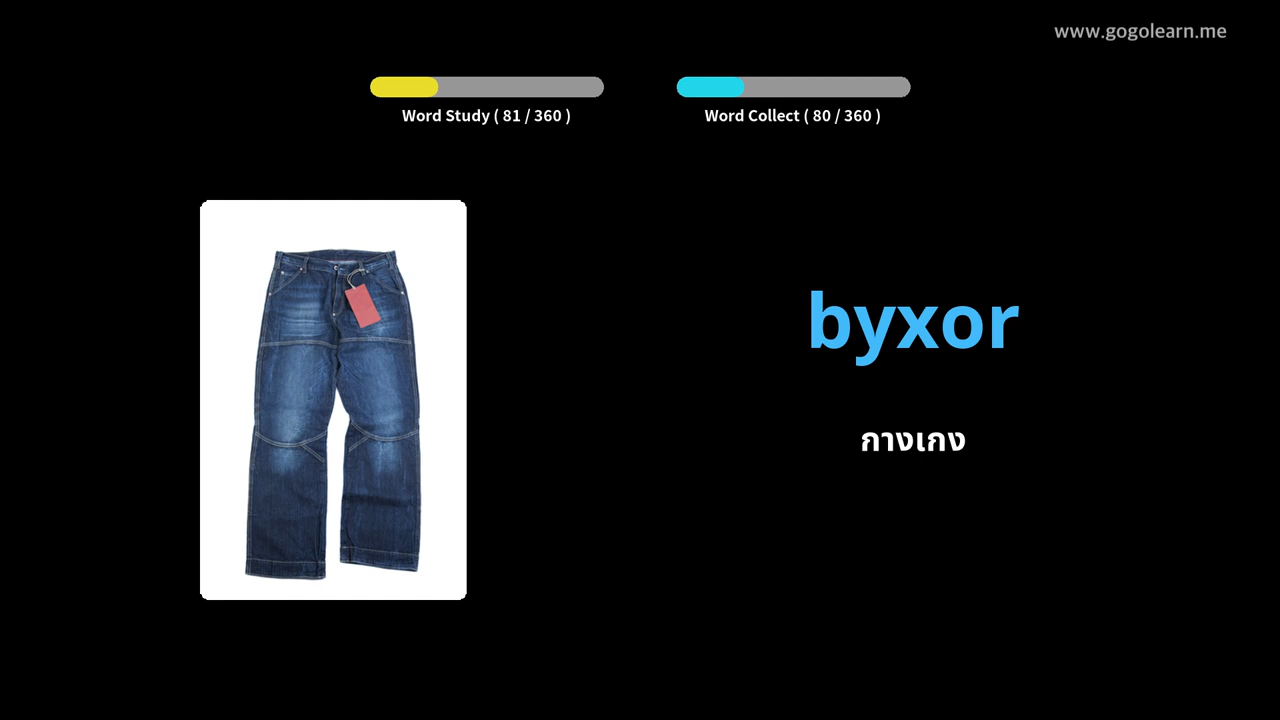 www.gogolearn.me
Word Study ( 81 / 360 )
Word Collect ( 80 / 360 )
byxor
กางเกง